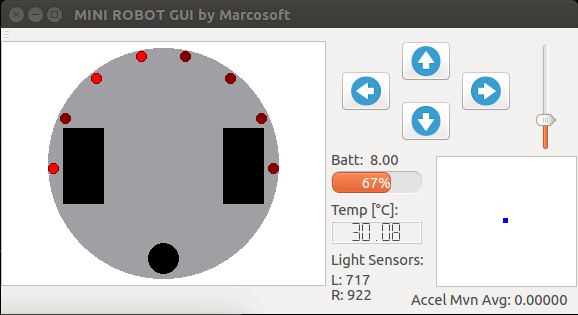 MINI ROBOT GUI by Marcosoft
Batt: 8.00
67%
Temp [°C]:
30.08
Light Sensors:
L: 717
R: 922
Accel Mvn Avg: 0.00000